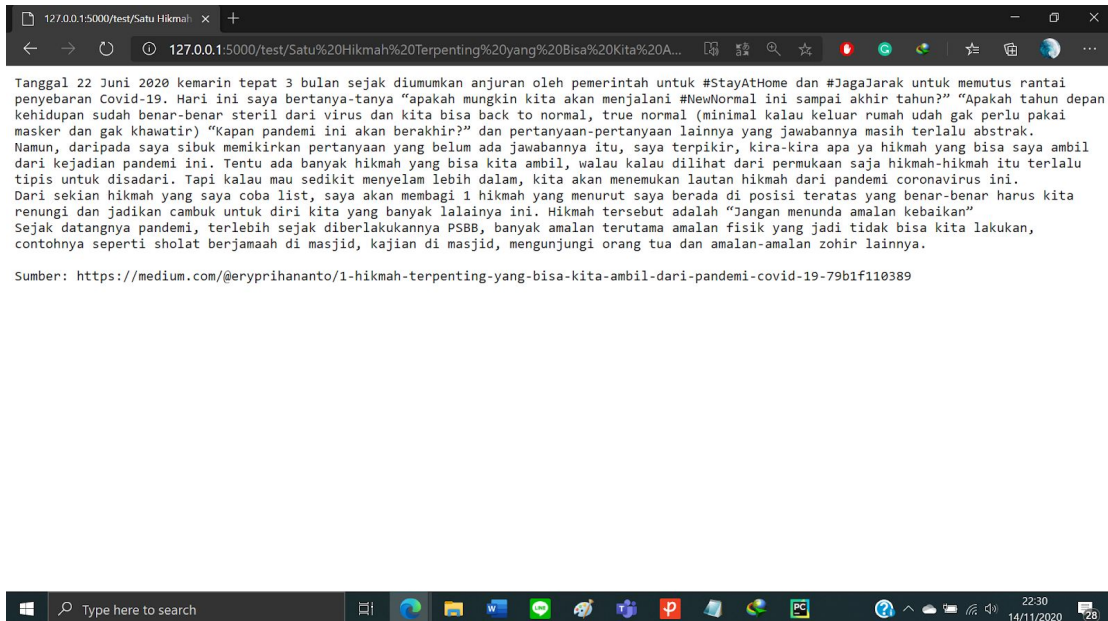 127.0.0.1:5000/test/Satu Hikmah
127.0.0.1:5000/test/Satu%20Hikmah%20Terpenting%20yang%20Bisa%20Kita%20A...
Tanggal 22 Juni 2020 kemarin tepat 3 bulan sejak diumumkan anjuran oleh pemerintah untuk #StayAtHome dan #JagaJarak untuk memutus rantai
penyebaran Covid-19. Hari ini saya bertanya-tanya “apakah mungkin kita akan menjalani #NewNormal ini sampai akhir tahun?” “Apakah tahun depan
kehidupan sudah benar-benar steril dari virus dan kita bisa back to normal, true normal (minimal kalau keluar rumah udah gak perlu pakai
masker dan gak khawatir) “Kapan pandemi ini akan berakhir?” dan pertanyaan-pertanyaan lainnya yang jawabannya masih terlalu abstrak.
Namun, daripada saya sibuk memikirkan pertanyaan yang belum ada jawabannya itu, saya terpikir, kira-kira apa ya hikmah yang bisa saya ambil
dari kejadian pandemi ini. Tentu ada banyak hikmah yang bisa kita ambil, walau kalau dilihat dari permukaan saja hikmah-hikmah itu terlalu
tipis untuk disadari. Tapi kalau mau sedikit menyelam lebih dalam, kita akan menemukan lautan hikmah dari pandemi coronavirus ini.
Dari sekian hikmah yang saya coba list, saya akan membagi 1 hikmah yang menurut saya berada di posisi teratas yang benar-benar harus kita
renungi dan jadikan cambuk untuk diri kita yang banyak lalainya ini. Hikmah tersebut adalah “Jangan menunda amalan kebaikan”
Sejak datangnya pandemi, terlebih sejak diberlakukannya PSBB, banyak amalan terutama amalan fisik yang jadi tidak bisa kita lakukan,
contohnya seperti sholat berjamaah di masjid, kajian di masjid, mengunjungi orang tua dan amalan-amalan zohir lainnya.
Sumber: https://medium.com/@eryprihananto/1-hikmah-terpenting-yang-bisa-kita-ambil-dari-pandemi-covid-19-79b1f110389
Type here to search
22:30
14/11/2020
28